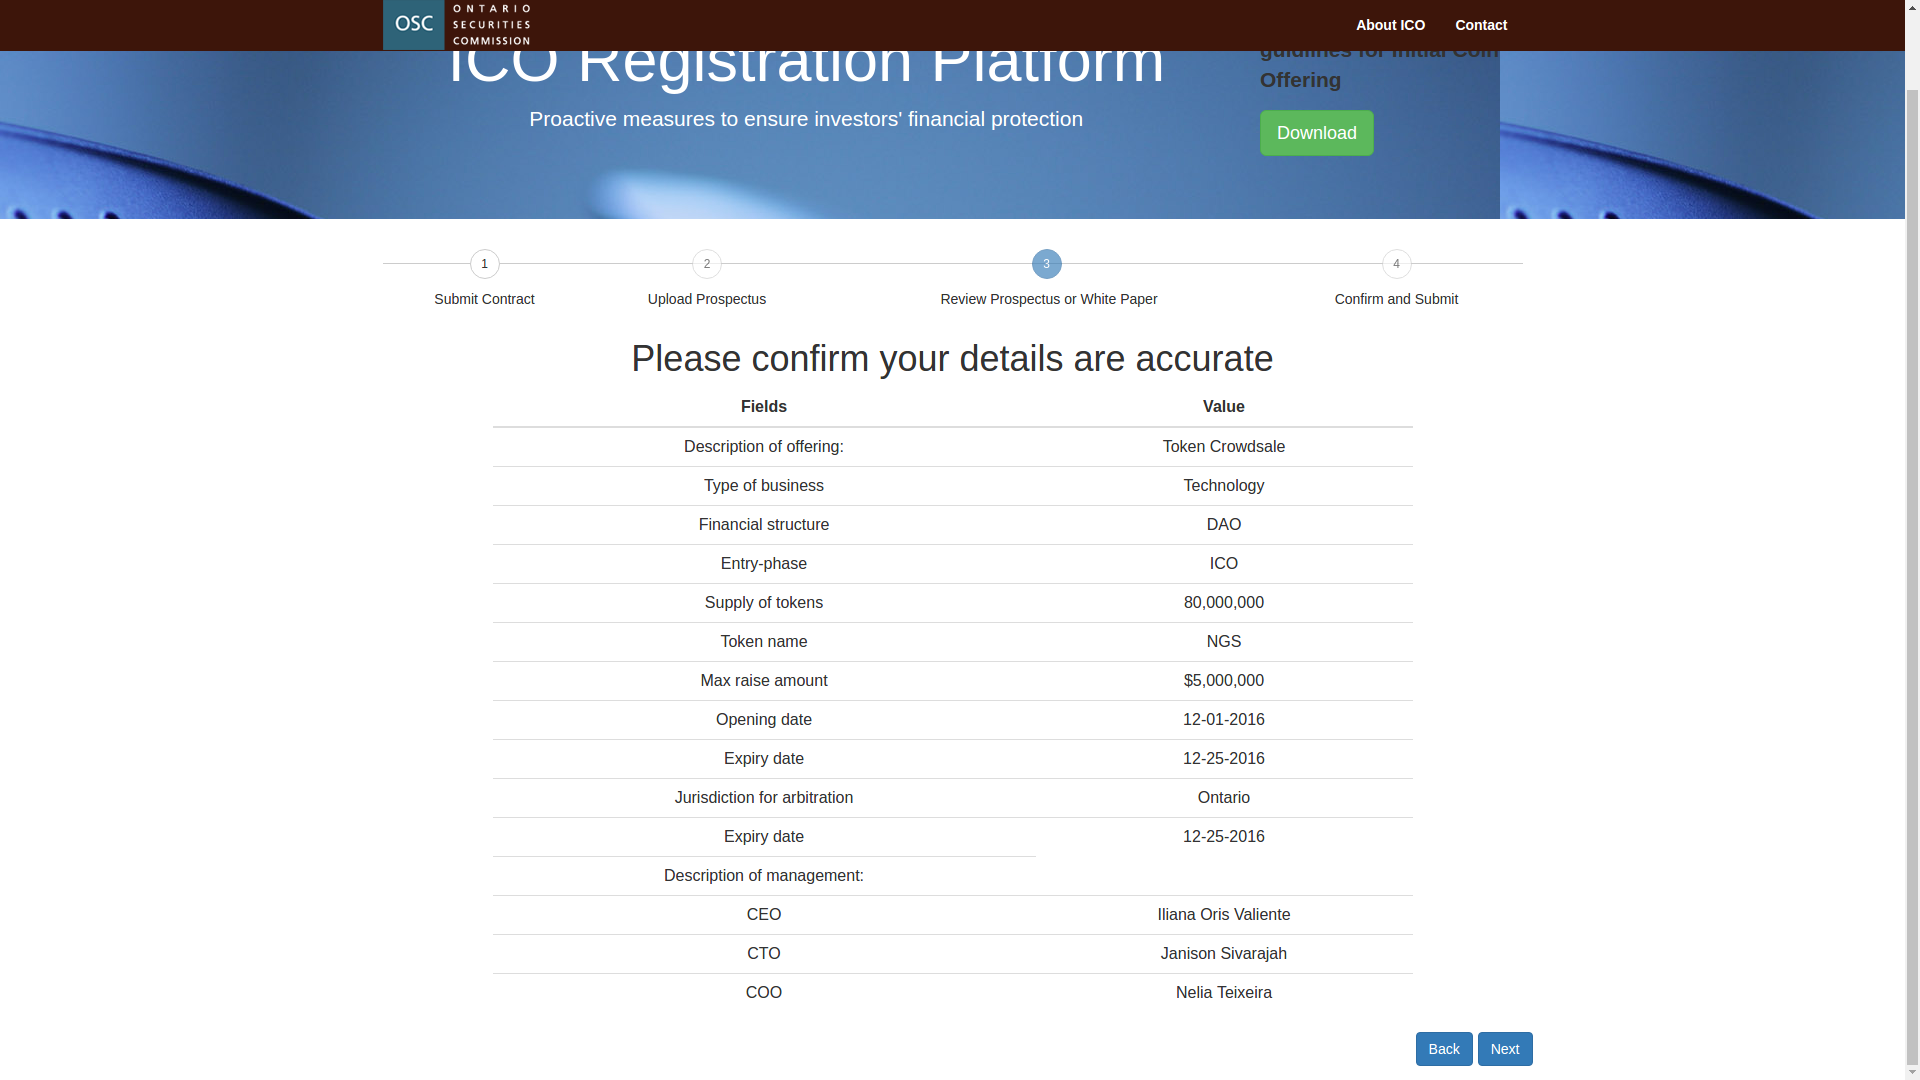 OSC
ONTARIO
SECURITIES
COMMISSION
About ICO
Contact
ICO Registration Platform
Proactive measures to ensure investors' financial protection
guidlines for Initial Coin
Offering
Download
1
2
3
4
Submit Contract
Upload Prospectus
Review Prospectus or White Paper
Confirm and Submit
Please confirm your details are accurate
Fields Value
Description of offering: Token Crowdsale
Type of business Technology
Financial structure DAO
Entry-phase ICO
Supply of tokens 80,000,000
Token name NGS
Max raise amount $5,000,000
Opening date 12-01-2016
Expiry date 12-25-2016
Jurisdiction for arbitration Ontario
Expiry date 12-25-2016
Description of management:
CEO Iliana Oris Valiente
CTO Janison Sivarajah
COO Nelia Teixeira
Back Next